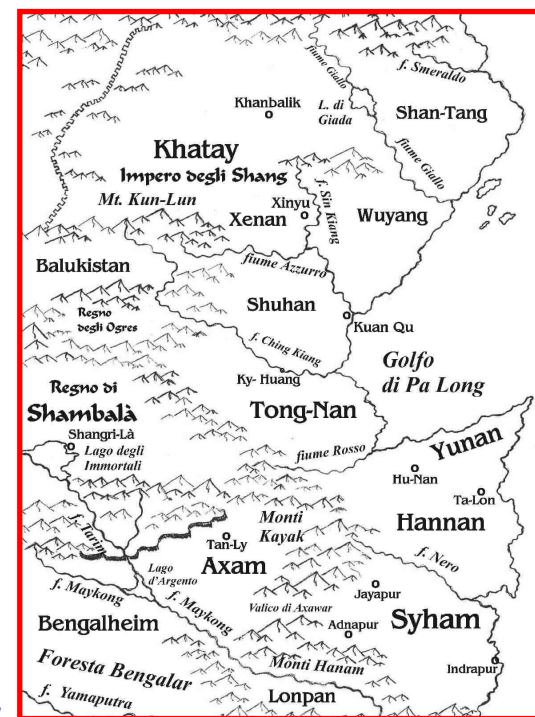 f. Smeraldo
fiume Giallo
Khanbalik
L. di
Giada
Shan-Tang
fiume Giallo
Khatay
Impero degli Shang
Mt. Kun-Lun
Xinyu
f. Sin Kiang
Xenan
Wuyang
Balukistan
fiume Azzurro
Shuhan
Regno
degli Ogres
Kuan Qu
f. Ching Kiang
Golfo
di Pa Long
Ky- Huang
Regno di
Shambalà
Tong-Nan
Shangri-Là
Lago degli
Immortali
fiume Rosso
Yunan
Hu-Nan
Ta-Lon
f. Tarim
Monti
Kayak
Hannan
Tan-Ly
Axam
f. Nero
Lago
d'Argento
f. Maykong
f. Maykong
Jayapur
Valico di Axawar
Syham
Bengalheim
Adnapur
Monti Hanam
Indrapur
Foresta Bengalar
f. Yamaputra
Lonpan